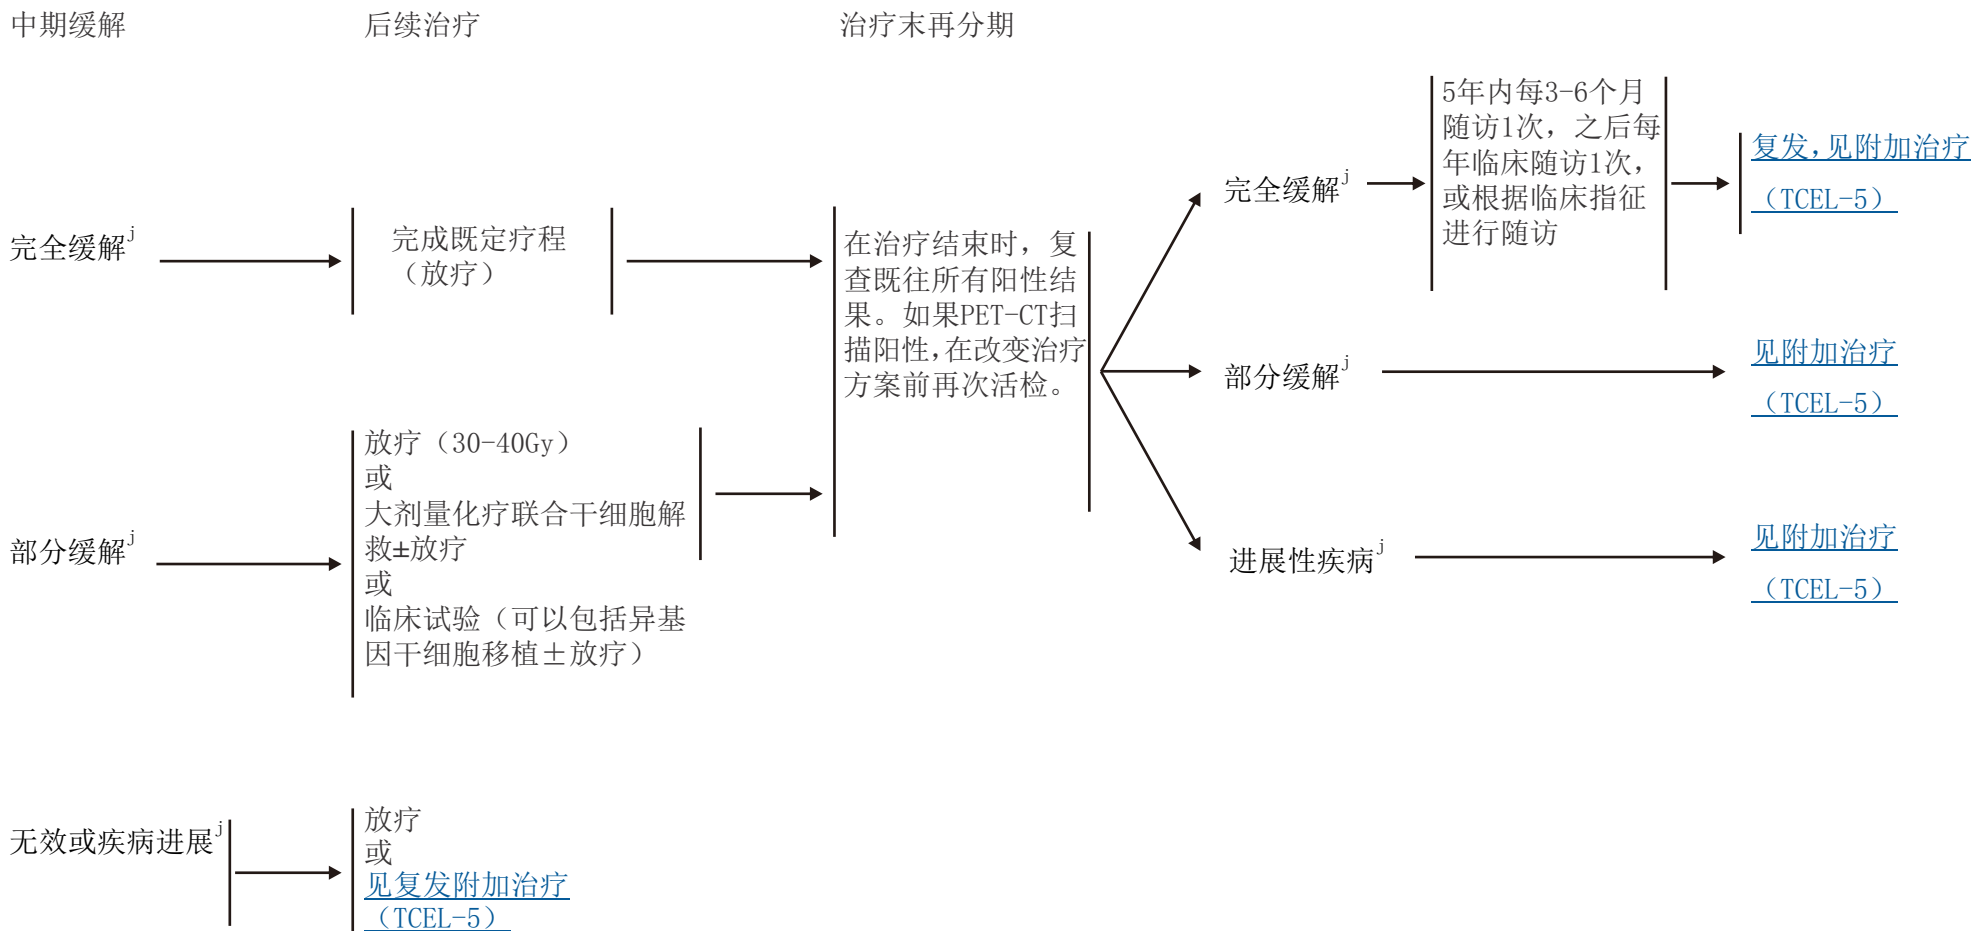 中期缓解
后续治疗
治疗末再分期
完全缓解j
完成既定疗程
（放疗）
部分缓解j
放疗（30-40Gy）
或
大剂量化疗联合干细胞解
救±放疗
或
临床试验（可以包括异基
因干细胞移植±放疗）
无效或疾病进展j
放疗
或
见复发附加治疗
（TCEL-5）
在治疗结束时，复
查既往所有阳性结
果。如果PET-CT扫
描阳性,在改变治疗
方案前再次活检。
完全缓解j
5年内每3-6个月
随访1次，之后每
年临床随访1次，
或根据临床指征
进行随访
复发,见附加治疗
（TCEL-5）
部分缓解j
见附加治疗
（TCEL-5）
进展性疾病j
见附加治疗
（TCEL-5）